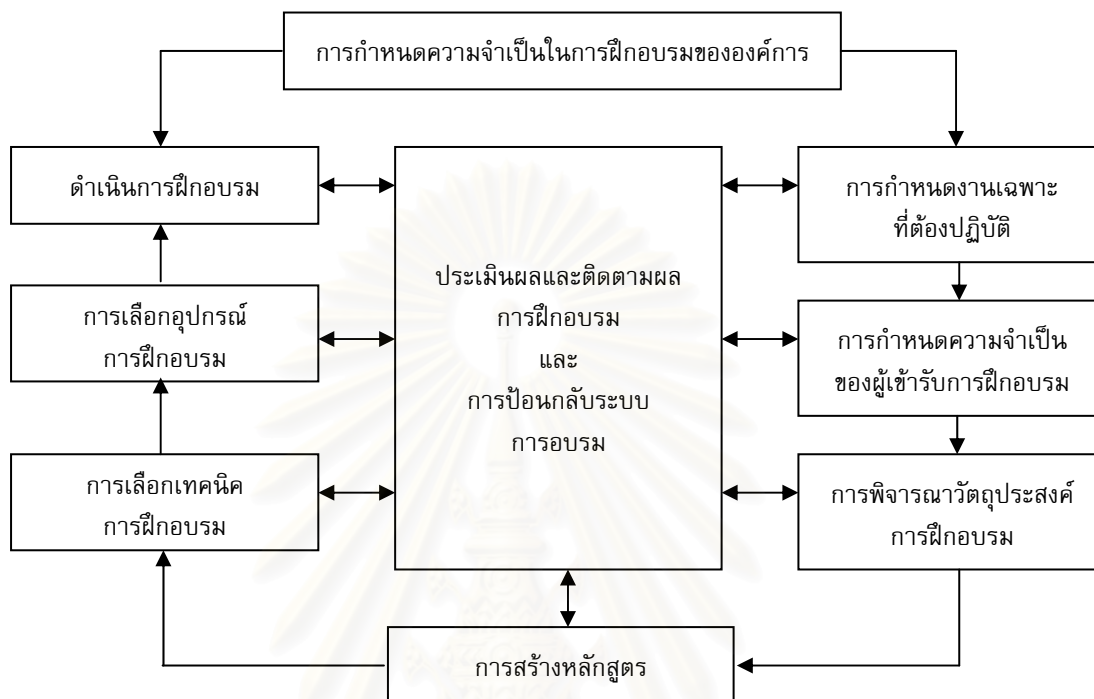 การกำหนดความจำเป็นในการฝึกอบรมขององค์การ
ดำเนินการฝึกอบรม
การกำหนดงานเฉพาะ
ที่ต้องปฏิบัติ
ประเมินผลและติดตามผล
การฝึกอบรม
และ
การป้อนกลับระบบ
การอบรม
การเลือกอุปกรณ์
การฝึกอบรม
การกำหนดความจำเป็น
ของผู้เข้ารับการฝึกอบรม
การเลือกเทคนิค
การฝึกอบรม
การพิจารณาวัตถุประสงค์
การฝึกอบรม
การสร้างหลักสูตร